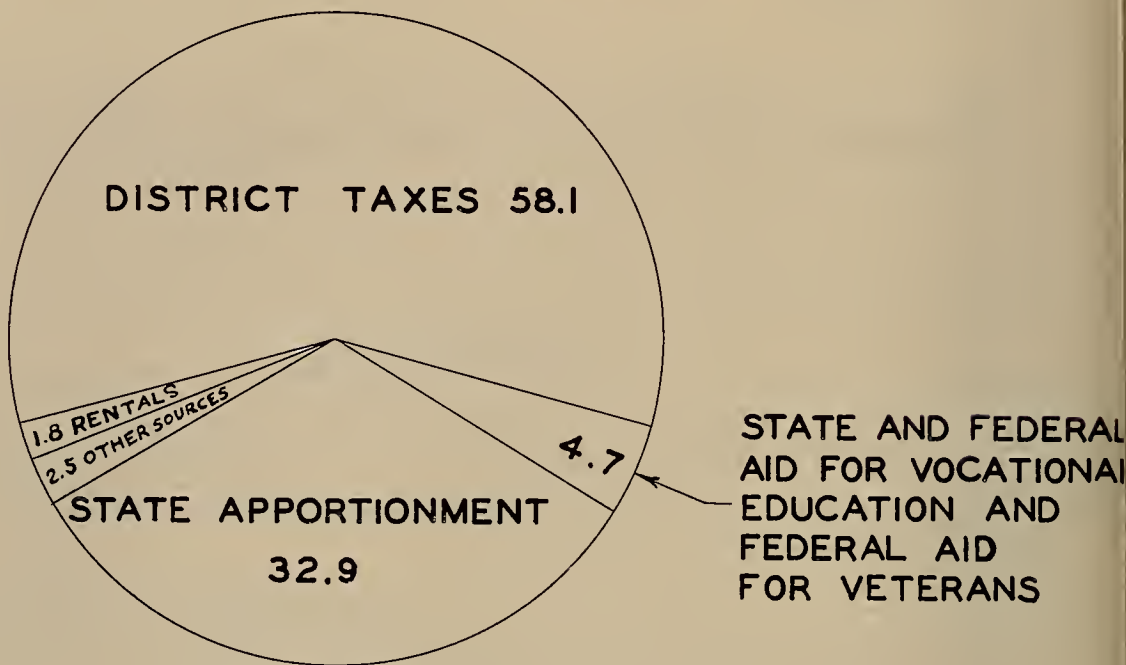 DISTRICT TAXES 58.1
1.8 RENTALS
2.5 OTHER SOURCES
STATE APPORTIONMENT
32.9
4.7
STATE AND FEDERAL
AID FOR VOCATIONAL
EDUCATION AND
FEDERAL AID
FOR VETERANS